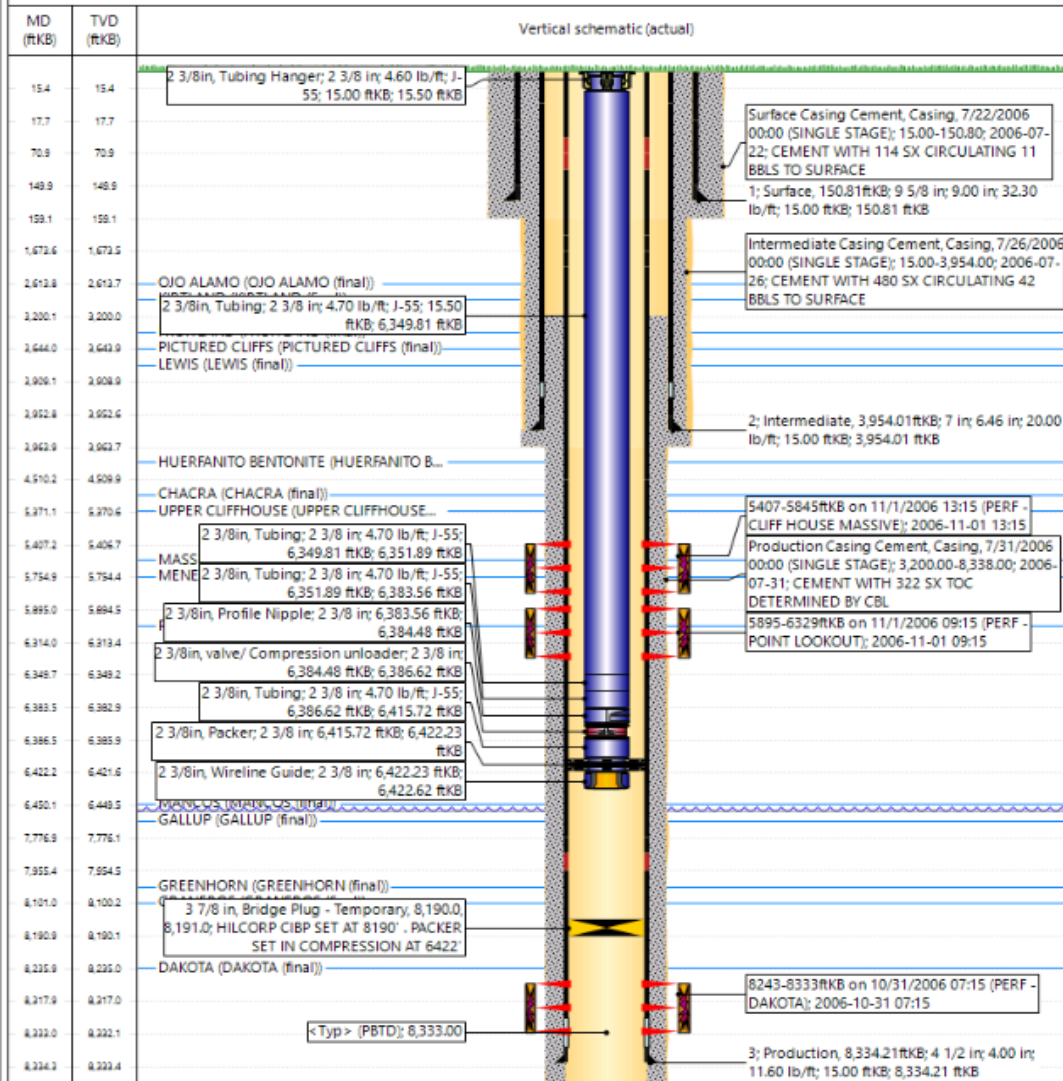 MD
(ftKB)
TVD
(ftKB)
Vertical schematic (actual)
15.4 15.4
17.7 17.7
70.9 70.9
149.9 149.9
159.1 159.1
1,673.6 1,673.5
2,613.8 2,613.7
3,200.1 3,200.0
3,644.0 3,643.9
3,909.1 3,908.9
3,952.8 3,952.6
3,963.9 3,963.7
4,510.2 4,509.9
5,371.1 5,370.6
5,407.2 5,406.7
5,754.9 5,754.4
5,895.0 5,894.5
6,314.0 6,313.4
6,349.7 6,349.2
6,383.5 6,382.9
6,386.5 6,385.9
6,422.2 6,421.6
6,450.1 6,449.5
7,776.9 7,776.1
7,955.4 7,954.5
8,101.0 8,100.2
8,190.9 8,190.1
8,235.9 8,235.0
8,317.9 8,317.0
8,333.0 8,332.1
8,334.3 8,333.4
2 3/8in, Tubing Hanger; 2 3/8 in; 4.60 lb/ft; J-
55; 15.00 ftKB; 15.50 ftKB
OJO ALAMO (OJO ALAMO (final))
2 3/8in, Tubing; 2 3/8 in; 4.70 lb/ft; J-55; 15.50
ftKB; 6,349.81 ftKB
PICTURED CLIFFS (PICTURED CLIFFS (final))
LEWIS (LEWIS (final))
HUERFANITO BENTONITE (HUERFANITO B...
CHACRA (CHACRA (final))
UPPER CLIFFHOUSE (UPPER CLIFFHOUSE...
2 3/8in, Tubing; 2 3/8 in; 4.70 lb/ft; J-55;
6,349.81 ftKB; 6,351.89 ftKB
MASS
MENE
2 3/8in, Tubing; 2 3/8 in; 4.70 lb/ft; J-55;
6,351.89 ftKB; 6,383.56 ftKB
2 3/8in, Profile Nipple; 2 3/8 in; 6,383.56 ftKB;
6,384.48 ftKB
2 3/8in, valve/ Compression unloader; 2 3/8 in;
6,384.48 ftKB; 6,386.62 ftKB
2 3/8in, Tubing; 2 3/8 in; 4.70 lb/ft; J-55;
6,386.62 ftKB; 6,415.72 ftKB
2 3/8in, Packer; 2 3/8 in; 6,415.72 ftKB; 6,422.23
ftKB
2 3/8in, Wireline Guide; 2 3/8 in; 6,422.23 ftKB;
6,422.62 ftKB
MANCOS (MANCOS (final))
GALLUP (GALLUP (final))
GREENHORN (GREENHORN (final))
3 7/8 in, Bridge Plug - Temporary, 8,190.0,
8,191.0; HILCORP CIBP SET AT 8190' . PACKER
SET IN COMPRESSION AT 6422'
DAKOTA (DAKOTA (final))
<Typ> (PBTD); 8,333.00
Surface Casing Cement, Casing, 7/22/2006
00:00 (SINGLE STAGE); 15.00-150.80; 2006-07-
22; CEMENT WITH 114 SX CIRCULATING 11
BBLS TO SURFACE
1; Surface, 150.81ftKB; 9 5/8 in; 9.00 in; 32.30
lb/ft; 15.00 ftKB; 150.81 ftKB
Intermediate Casing Cement, Casing, 7/26/2006
00:00 (SINGLE STAGE); 15.00-3,954.00; 2006-07-
26; CEMENT WITH 480 SX CIRCULATING 42
BBLS TO SURFACE
2; Intermediate, 3,954.01ftKB; 7 in; 6.46 in; 20.00
lb/ft; 15.00 ftKB; 3,954.01 ftKB
5407-5845ftKB on 11/1/2006 13:15 (PERF -
CLIFF HOUSE MASSIVE); 2006-11-01 13:15
Production Casing Cement, Casing, 7/31/2006
00:00 (SINGLE STAGE); 3,200.00-8,338.00; 2006-
07-31; CEMENT WITH 322 SX TOC
DETERMINED BY CBL
5895-6329ftKB on 11/1/2006 09:15 (PERF -
POINT LOOKOUT); 2006-11-01 09:15
8243-8333ftKB on 10/31/2006 07:15 (PERF -
DAKOTA); 2006-10-31 07:15
3; Production, 8,334.21ftKB; 4 1/2 in; 4.00 in;
11.60 lb/ft; 15.00 ftKB; 8,334.21 ftKB